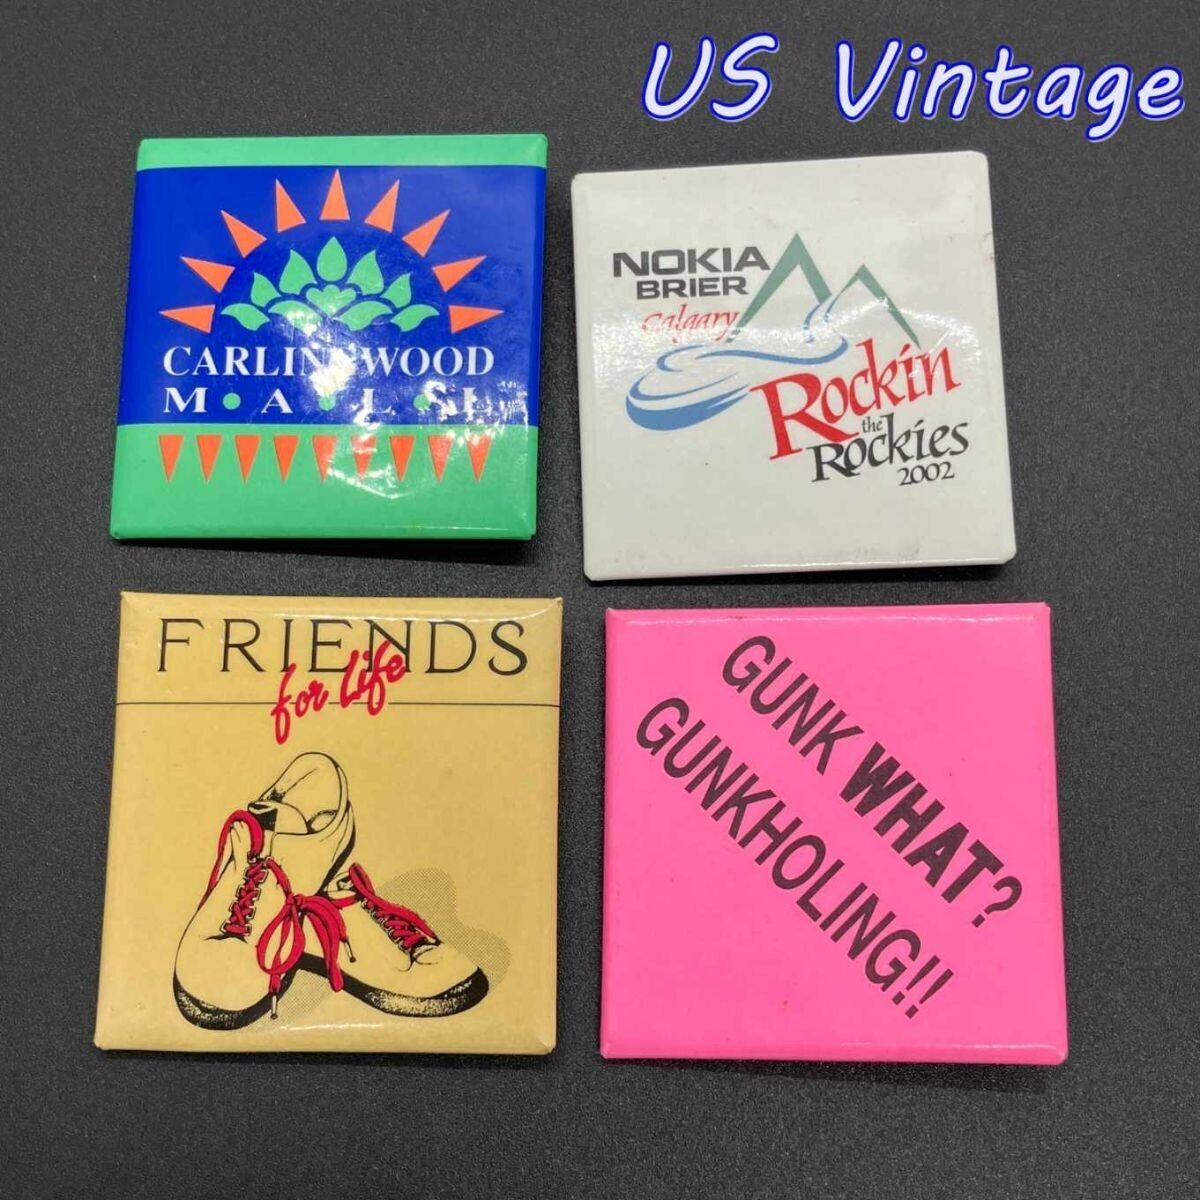 US Vintage
CARLINGWOOD
M•A•L•L
NOKIA
BRIER
Calgary
Rockin
the
Rockies
2002
FRIENDS
for Life
GUNK WHAT?
GUNKHOLING!!